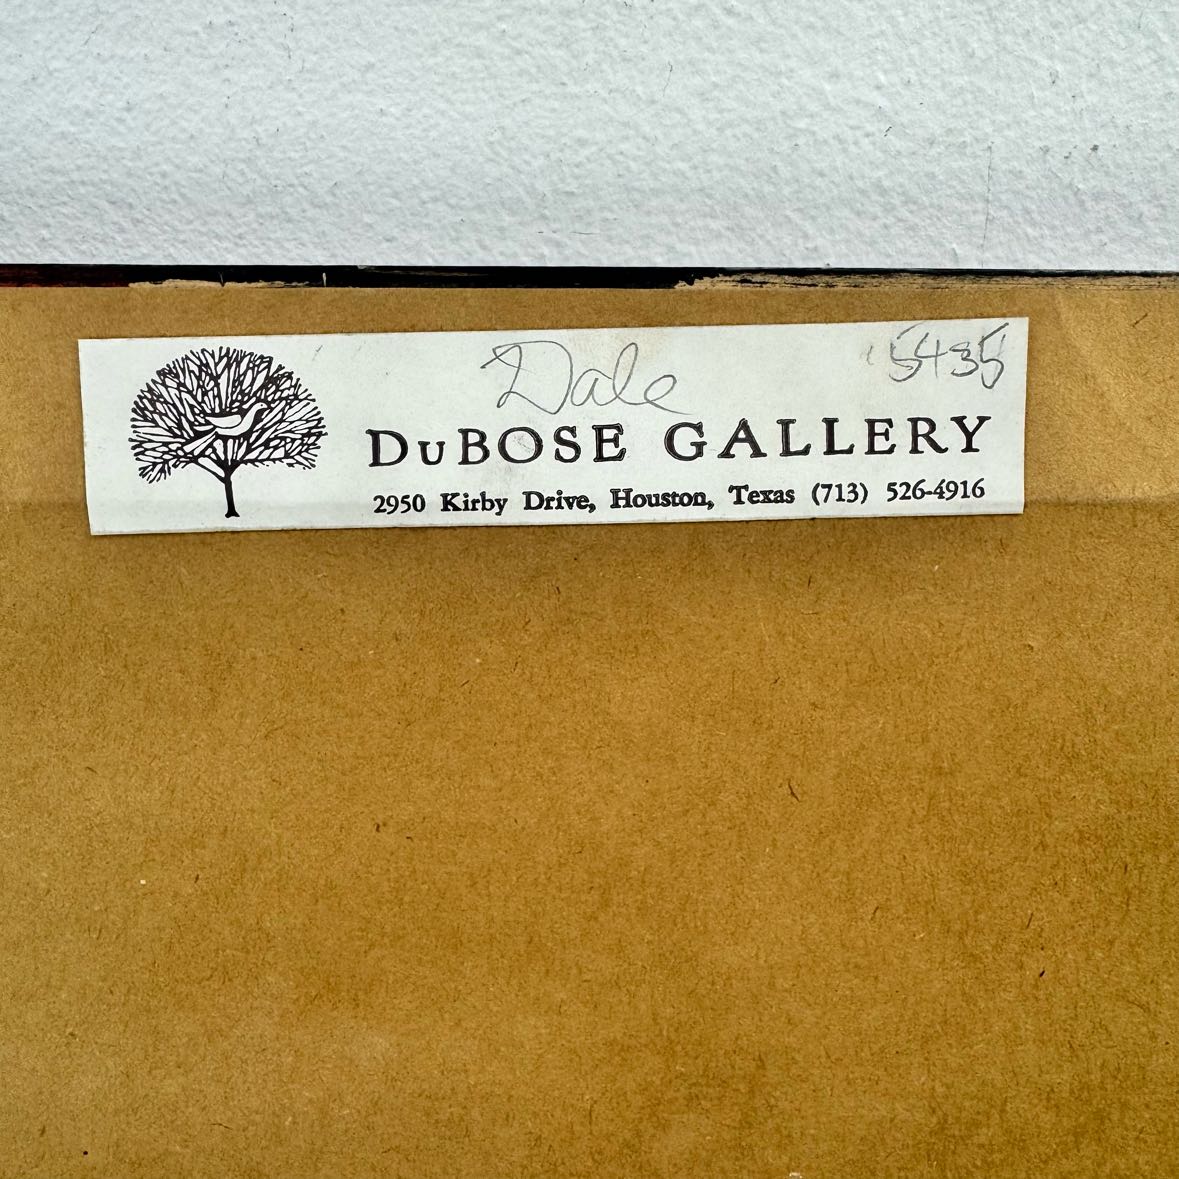 Dale 5435
DuBOSE GALLERY
2950 Kirby Drive, Houston, Texas (713) 526-4916